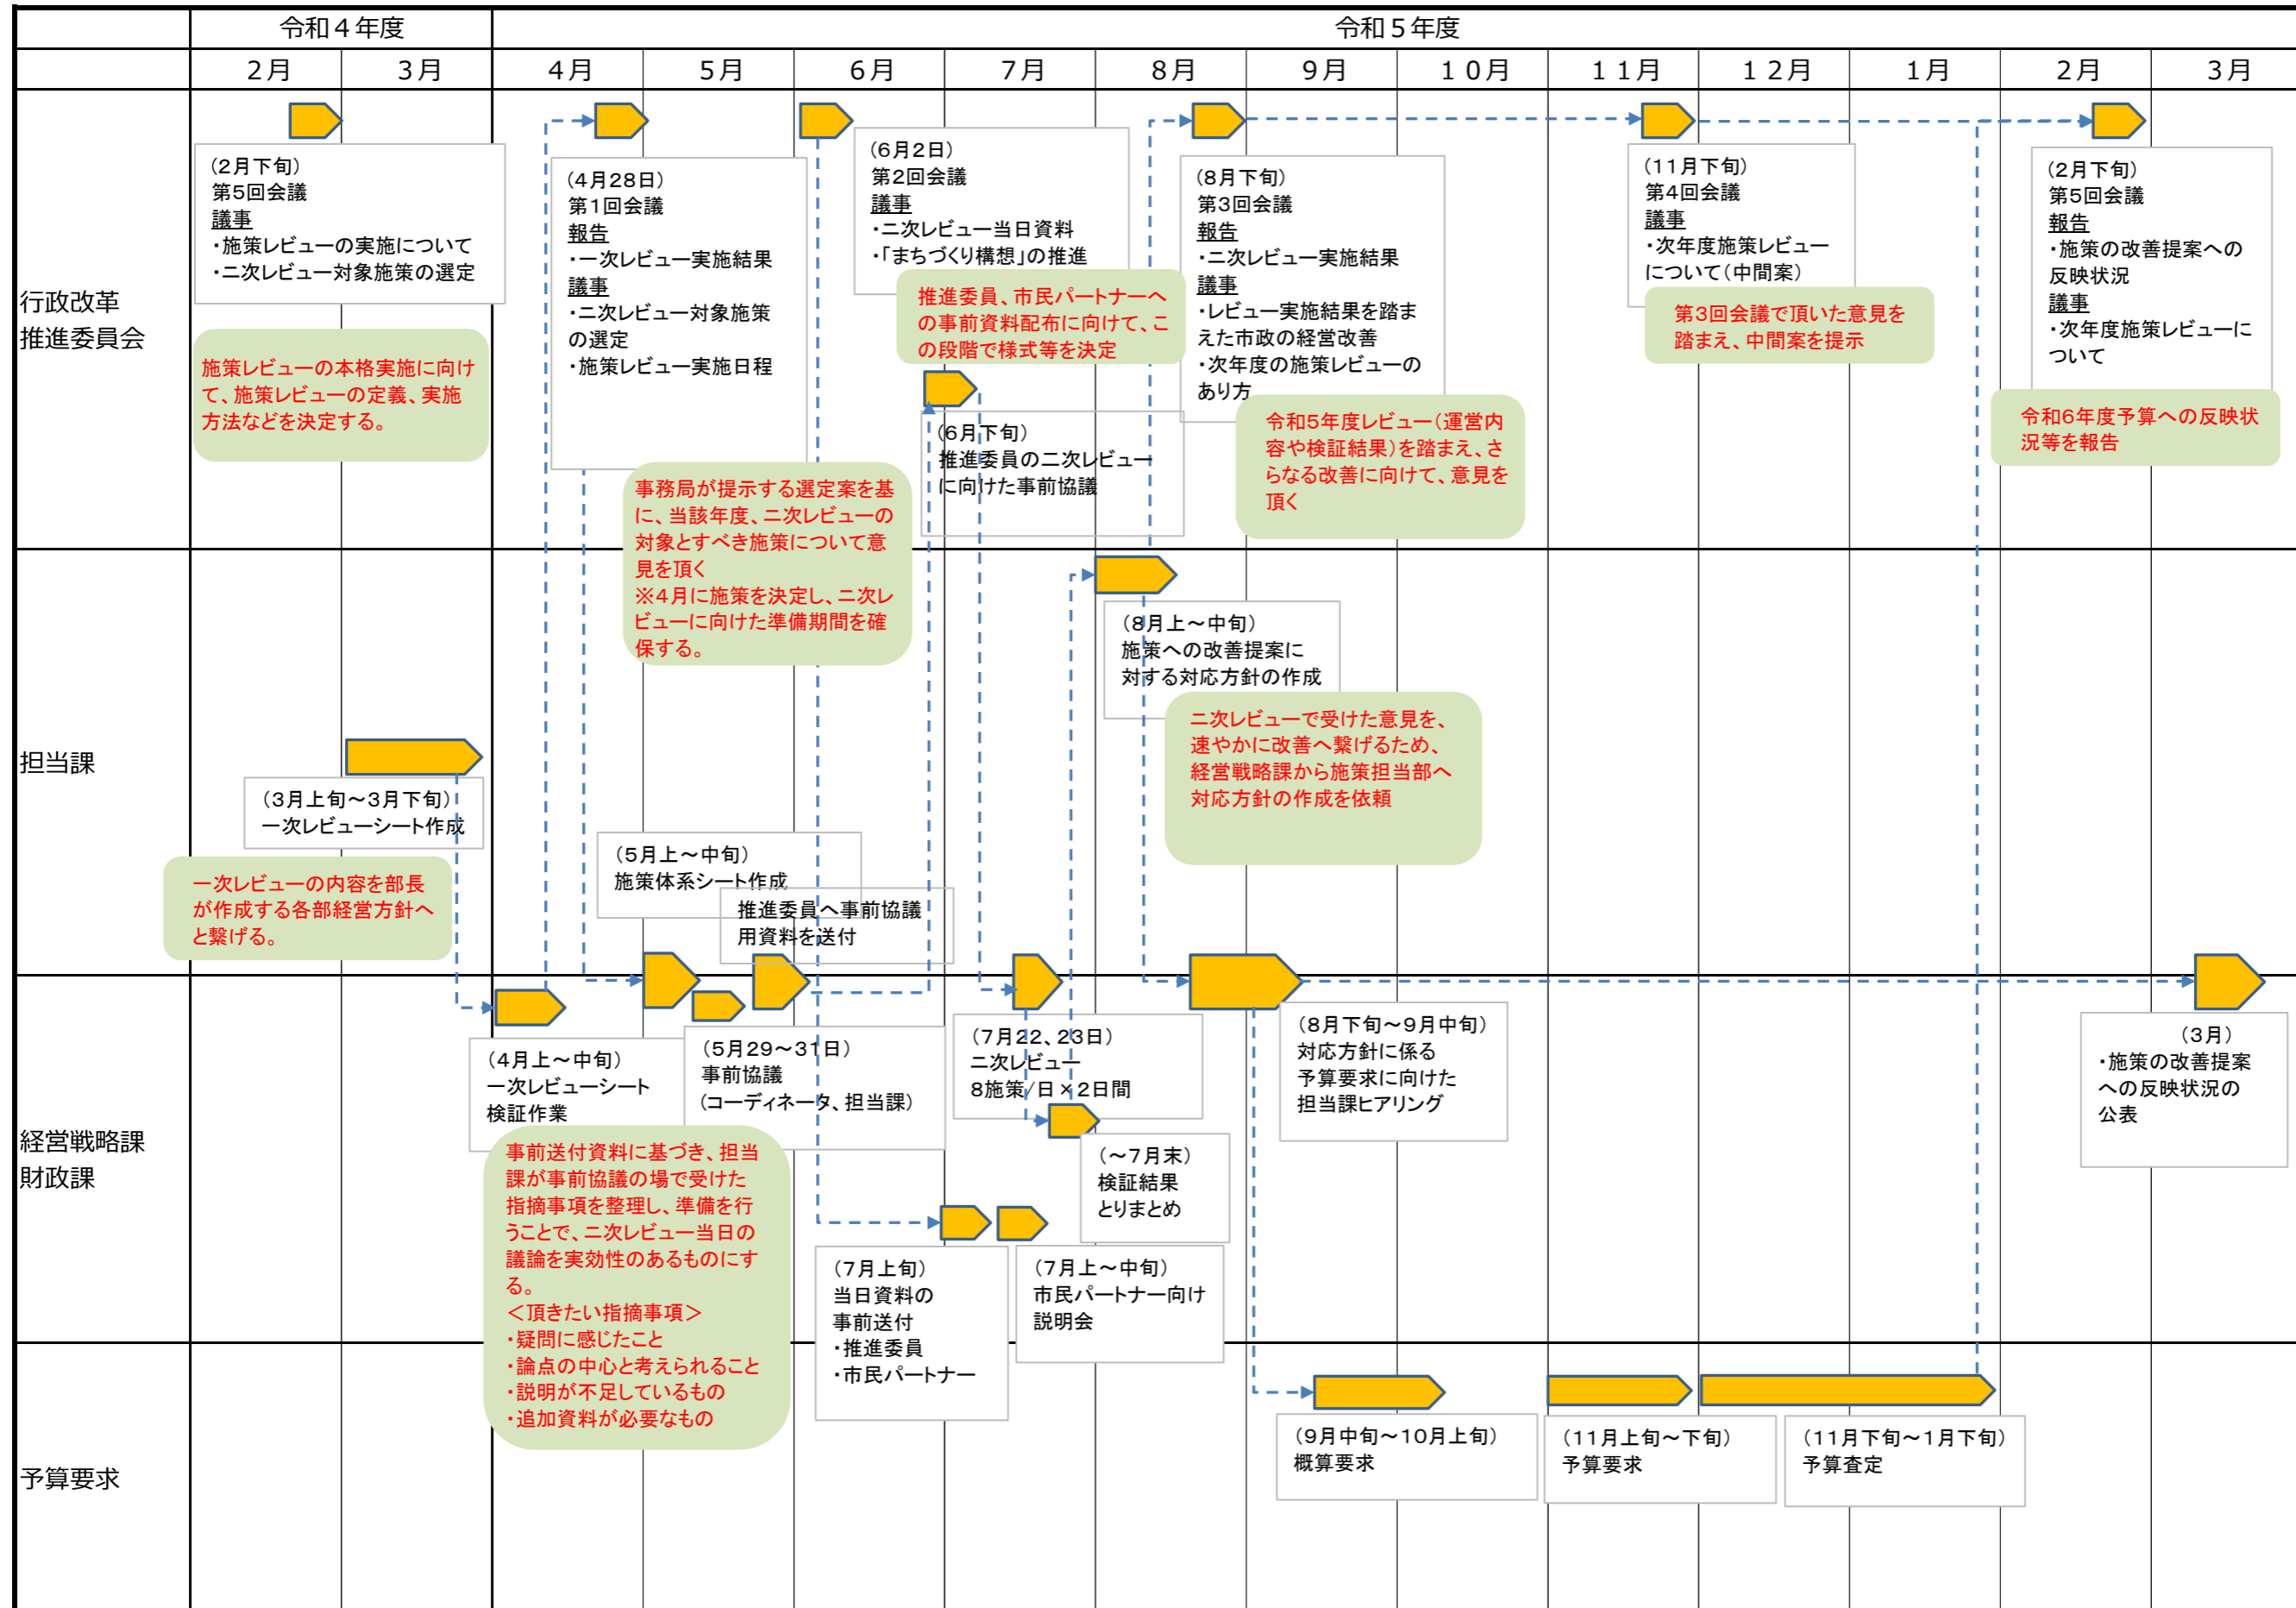 令和４年度
令和５年度
２月
３月
４月
５月
６月
７月
８月
９月
１０月
１１月
１２月
１月
２月
３月
行政改革
推進委員会
（２月下旬）
第５回会議
議事
・施策レビューの実施について
・二次レビュー対象施策の選定
施策レビューの本格実施に向け
て、施策レビューの定義、実施
方法などを決定する。
（４月２８日）
第１回会議
報告
・一次レビュー実施結果
議事
・二次レビュー対象施策
の選定
・施策レビュー実施日程
事務局が提示する選定案を基
に、当該年度、二次レビューの
対象とすべき施策について意
見を頂く
※４月に施策を決定し、二次レ
ビューに向けた準備期間を確
保する。
（６月２日）
第２回会議
議事
・二次レビュー当日資料
・「まちづくり構想」の推進
推進委員、市民パートナーへ
の事前資料配布に向けて、こ
の段階で様式等を決定
（６月下旬）
推進委員の二次レビュー
に向けた事前協議
（８月下旬）
第３回会議
報告
・二次レビュー実施結果
議事
・レビュー実施結果を踏ま
えた市政の経営改善
・次年度の施策レビューの
あり方
令和５年度レビュー（運営内
容や検証結果）を踏まえ、さ
らなる改善に向けて、意見を
頂く
（１１月下旬）
第４回会議
議事
・次年度施策レビュー
について（中間案）
第３回会議で頂いた意見を
踏まえ、中間案を提示
（２月下旬）
第５回会議
報告
・施策の改善提案への
反映状況
議事
・次年度施策レビューに
ついて
令和６年度予算への反映状
況等を報告
担当課
（３月上旬～３月下旬）
一次レビューシート作成
一次レビューの内容を部長
が作成する各部経営方針へ
と繋げる。
（５月上～中旬）
施策体系シート作成
推進委員へ事前協議
用資料を送付
（８月上～中旬）
施策への改善提案に
対する対応方針の作成
二次レビューで受けた意見を、
速やかに改善へ繋げるため、
経営戦略課から施策担当部へ
対応方針の作成を依頼
経営戦略課
財政課
（４月上～中旬）
一次レビューシート
検証作業
事前送付資料に基づき、担当
課が事前協議の場で受けた
指摘事項を整理し、準備を行
うことで、二次レビュー当日の
議論を実効性のあるものにす
る。
＜頂きたい指摘事項＞
・疑問に感じたこと
・論点の中心と考えられること
・説明が不足しているもの
・追加資料が必要なもの
（５月２９～３１日）
事前協議
（コーディネータ、担当課）
（７月２２、２３日）
二次レビュー
８施策/日×２日間
（～７月末）
検証結果
とりまとめ
（７月上旬）
当日資料の
事前送付
・推進委員
・市民パートナー
（７月上～中旬）
市民パートナー向け
説明会
（８月下旬～９月中旬）
対応方針に係る
予算要求に向けた
担当課ヒアリング
（３月）
・施策の改善提案
への反映状況の
公表
予算要求
（９月中旬～１０月上旬）
概算要求
（１１月上旬～下旬）
予算要求
（１１月下旬～１月下旬）
予算査定